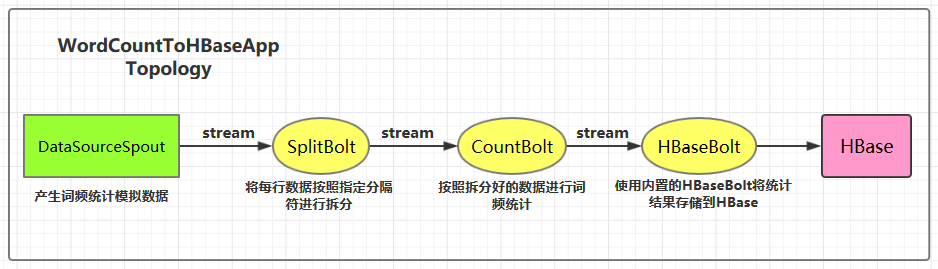 WordCountToHBaseApp
Topology
DataSourceSpout
stream
SplitBolt
stream
CountBolt
stream
HBaseBolt
HBase
产生词频统计模拟数据
将每行数据按照指定分隔
符进行拆分
按照拆分好的数据进行词
频统计
使用内置的HBaseBolt将统计
结果存储到HBase